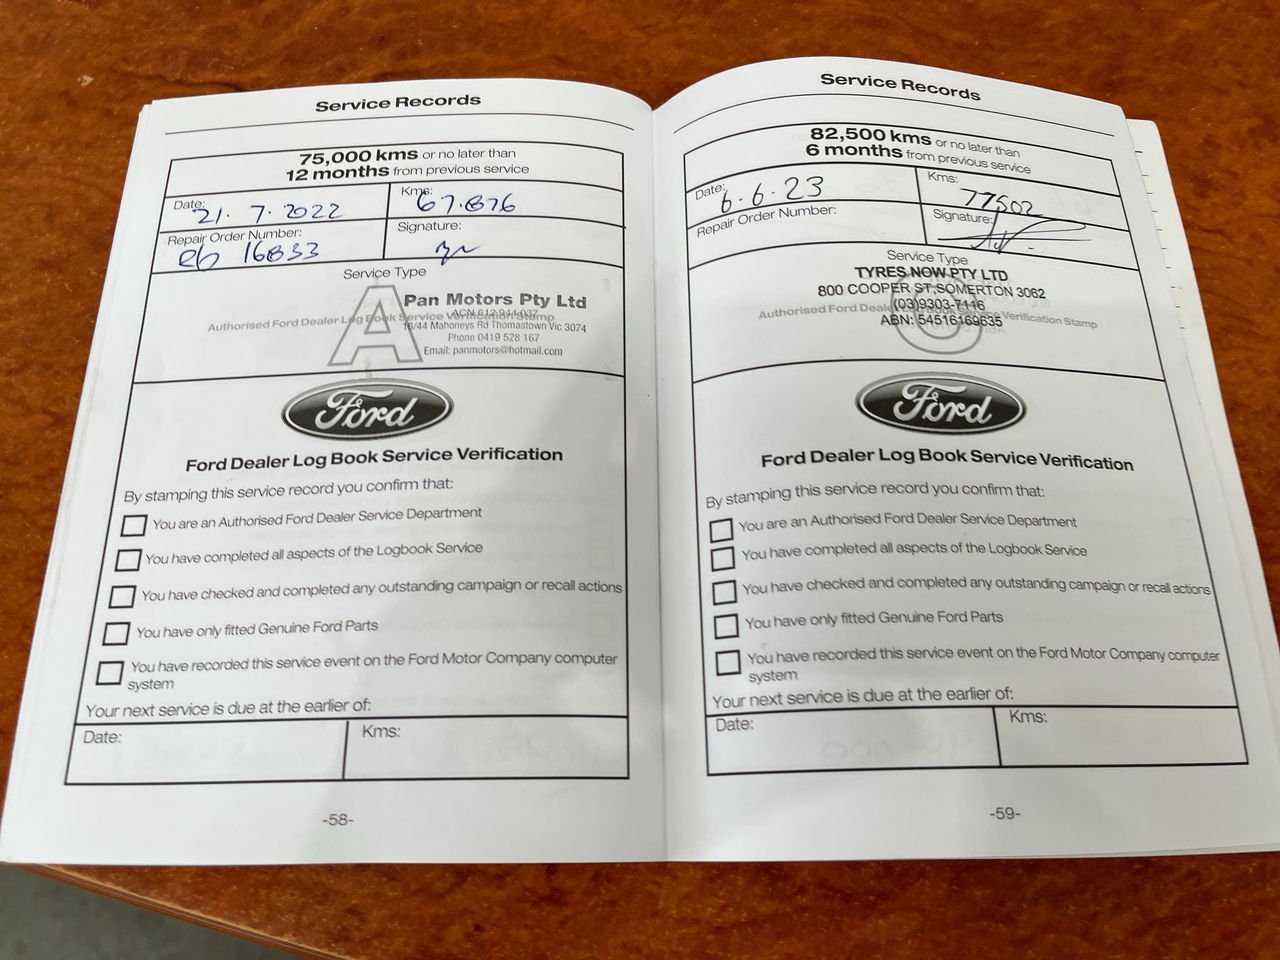 Service Records
75,000 kms or no later than
12 months from previous service
Date: 21.7.2022
Kms: 67.876
Repair Order Number: 16833
Signature:
Service Type
A
Authorised Ford Dealer Log Book Service Verification Stamp
Pan Motors Pty Ltd
ACN
16/44 Mahoneys Rd Thomastown Vic 3074
Phone 0419 528 167
Email: panmotors@hotmail.com
Ford
Ford Dealer Log Book Service Verification
By stamping this service record you confirm that:
You are an Authorised Ford Dealer Service Department
You have completed all aspects of the Logbook Service
You have checked and completed any outstanding campaign or recall actions
You have only fitted Genuine Ford Parts
You have recorded this service event on the Ford Motor Company computer
system
Your next service is due at the earlier of:
Date:
Kms:
-58-
Service Records
82,500 kms or no later than
6 months from previous service
Date: 6.6.23
Kms: 77502
Repair Order Number:
Signature:
Service Type
TYRES NOW PTY LTD
800 COOPER ST,SOMERTON 3062
(03)9303-7116
ABN: 54516169635
Authorised Ford Dealer Log Book Service Verification Stamp
C
Ford
Ford Dealer Log Book Service Verification
By stamping this service record you confirm that:
You are an Authorised Ford Dealer Service Department
You have completed all aspects of the Logbook Service
You have checked and completed any outstanding campaign or recall actions
You have only fitted Genuine Ford Parts
You have recorded this service event on the Ford Motor Company computer
system
Your next service is due at the earlier of:
Date:
Kms:
-59-